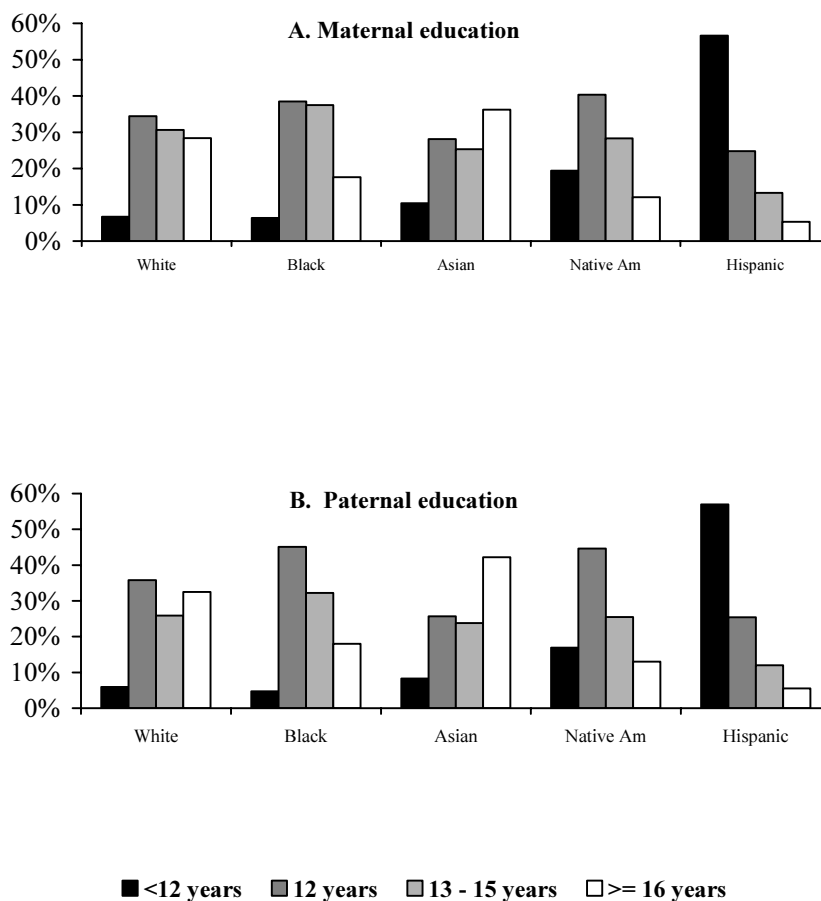 A. Maternal education
60%
50%
40%
30%
20%
10%
0%
White Black Asian Native Am Hispanic
B. Paternal education
60%
50%
40%
30%
20%
10%
0%
White Black Asian Native Am Hispanic
<12 years 12 years 13 - 15 years >= 16 years